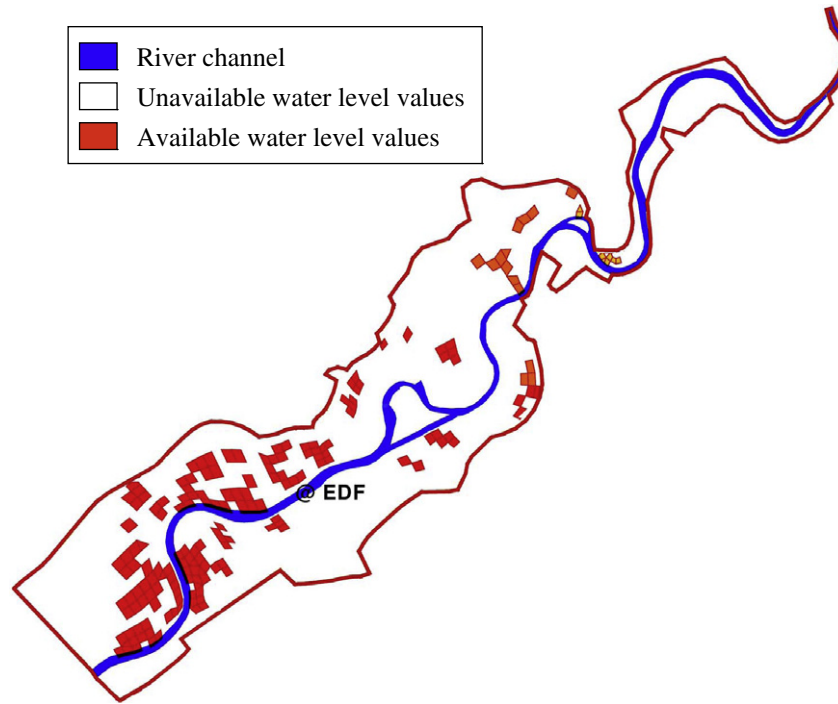 River channel
Unavailable water level values
Available water level values
@ EDF